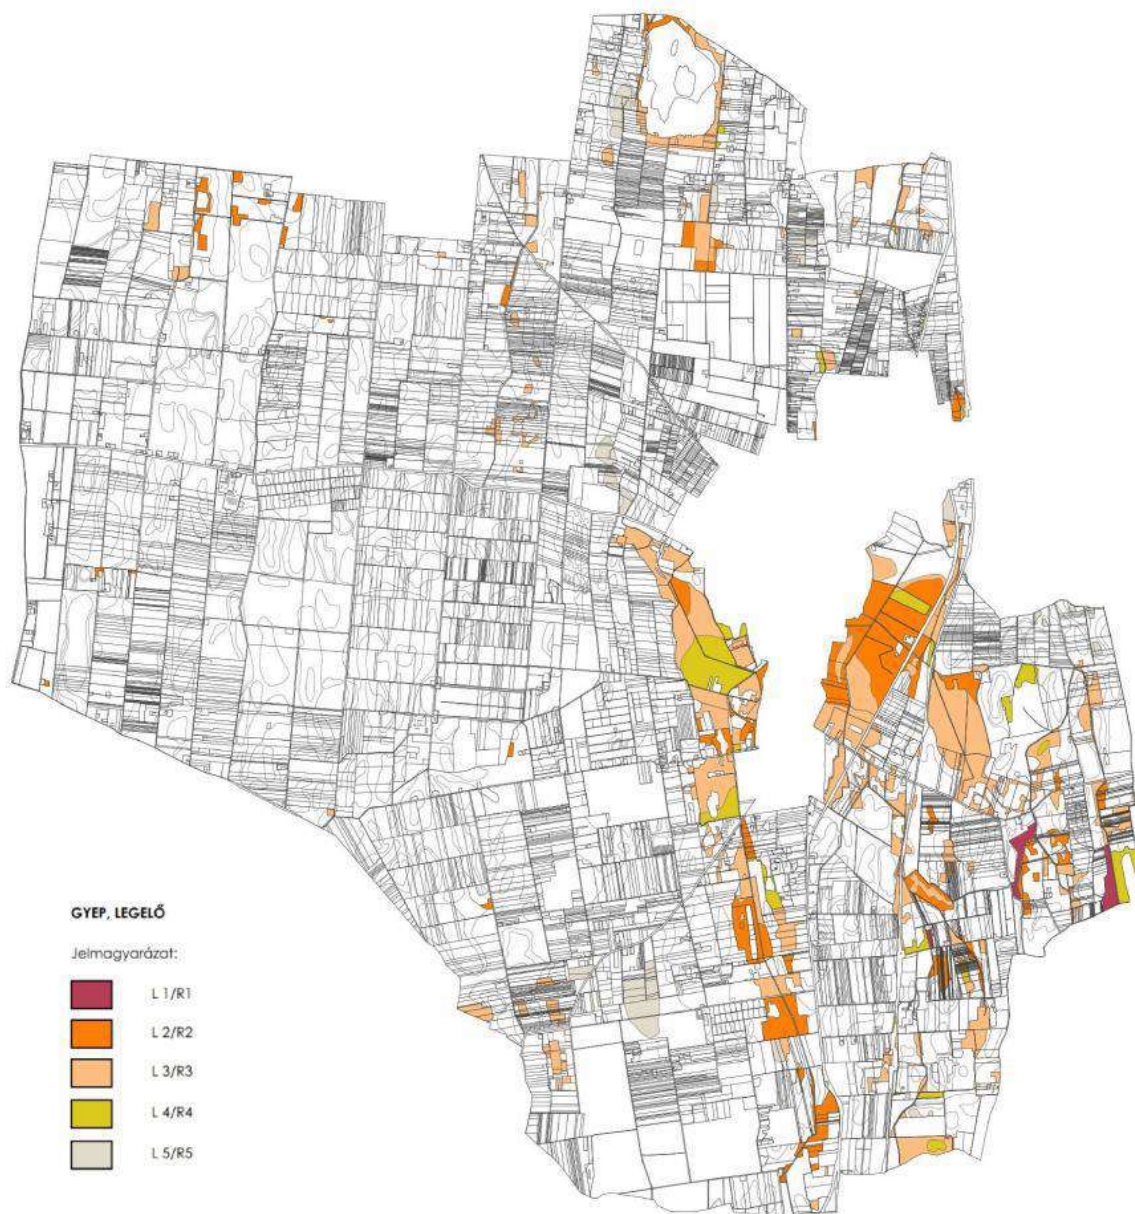 GYEP, LEGELŐ
Jelmagyarázat:
L 1/R1
L 2/R2
L 3/R3
L 4/R4
L 5/R5